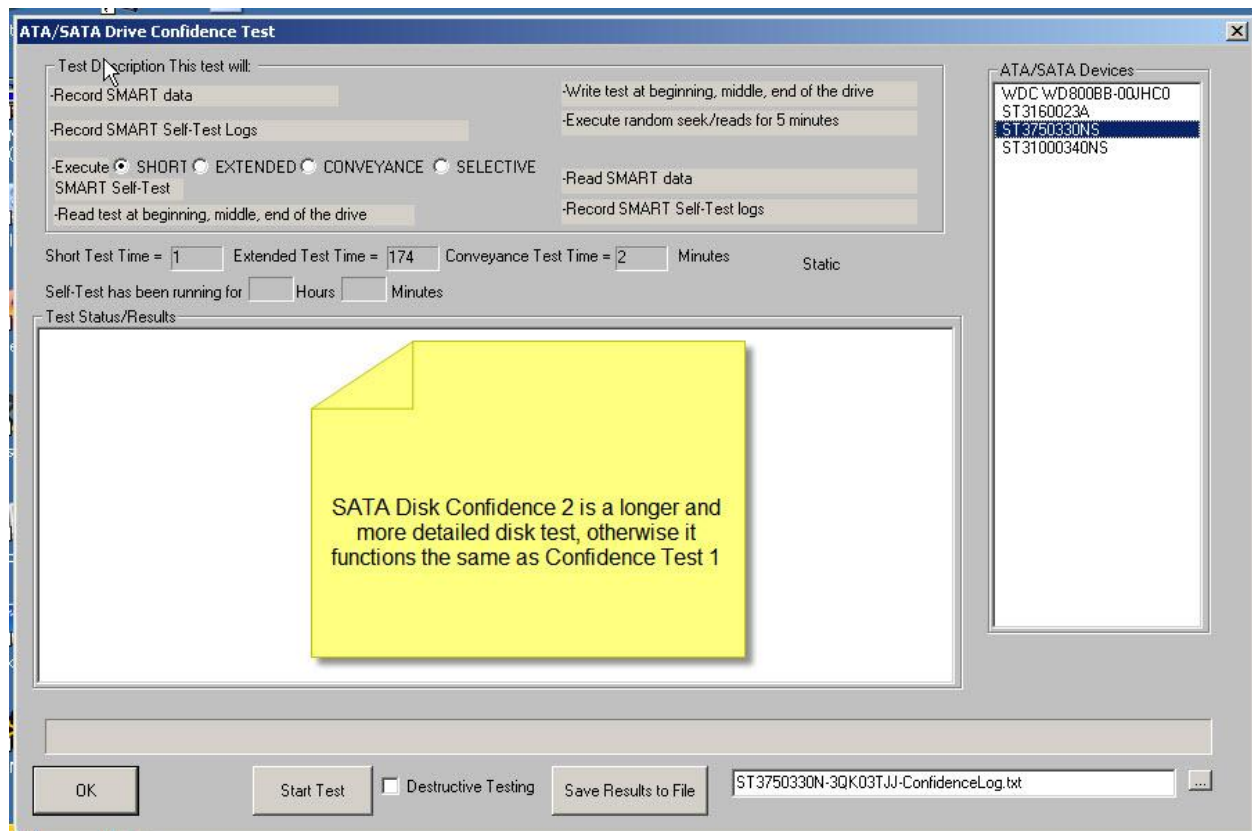 ATA/SATA Drive Confidence Test
Test Description This test will:
-Record SMART data
-Record SMART Self-Test Logs
-Execute SHORT EXTENDED CONVEYANCE SELECTIVE
SMART Self-Test
-Read test at beginning, middle, end of the drive
-Write test at beginning, middle, end of the drive
-Execute random seek/reads for 5 minutes
-Read SMART data
-Record SMART Self-Test logs
Short Test Time = 1 Extended Test Time = 174 Conveyance Test Time = 2 Minutes
Static
Self-Test has been running for Hours Minutes
Test Status/Results
SATA Disk Confidence 2 is a longer and
more detailed disk test, otherwise it
functions the same as Confidence Test 1
ATA/SATA Devices
WDC WD800BB-00JHC0
ST3160023A
ST3750330NS
ST31000340NS
OK
Start Test
Destructive Testing
Save Results to File
ST3750330N-3QK03TJJ-ConfidenceLog.txt
...